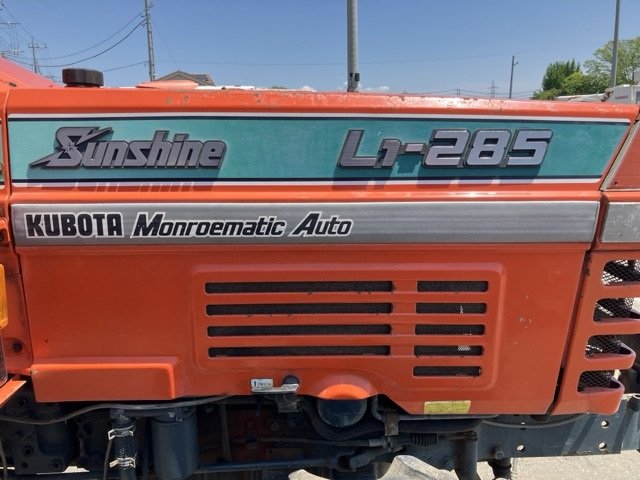 Sunshine L1-285
KUBOTA Monroematic Auto